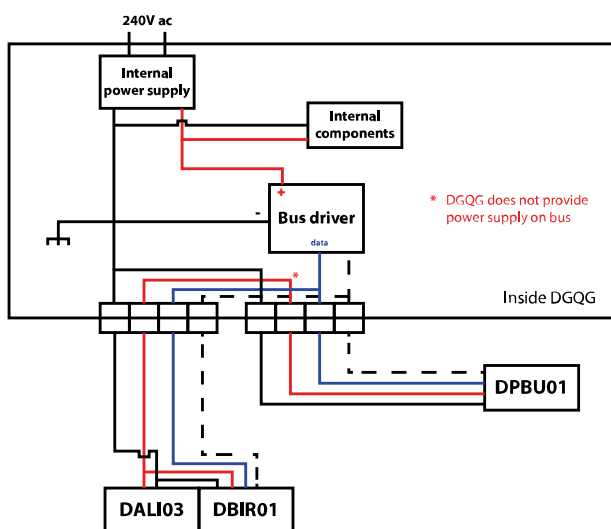 240V ac
Internal
power supply
Internal
components
+
-
Bus driver
data
* DGQG does not provide
power supply on bus
*
Inside DGQG
DPBU01
DALI03
DBIR01